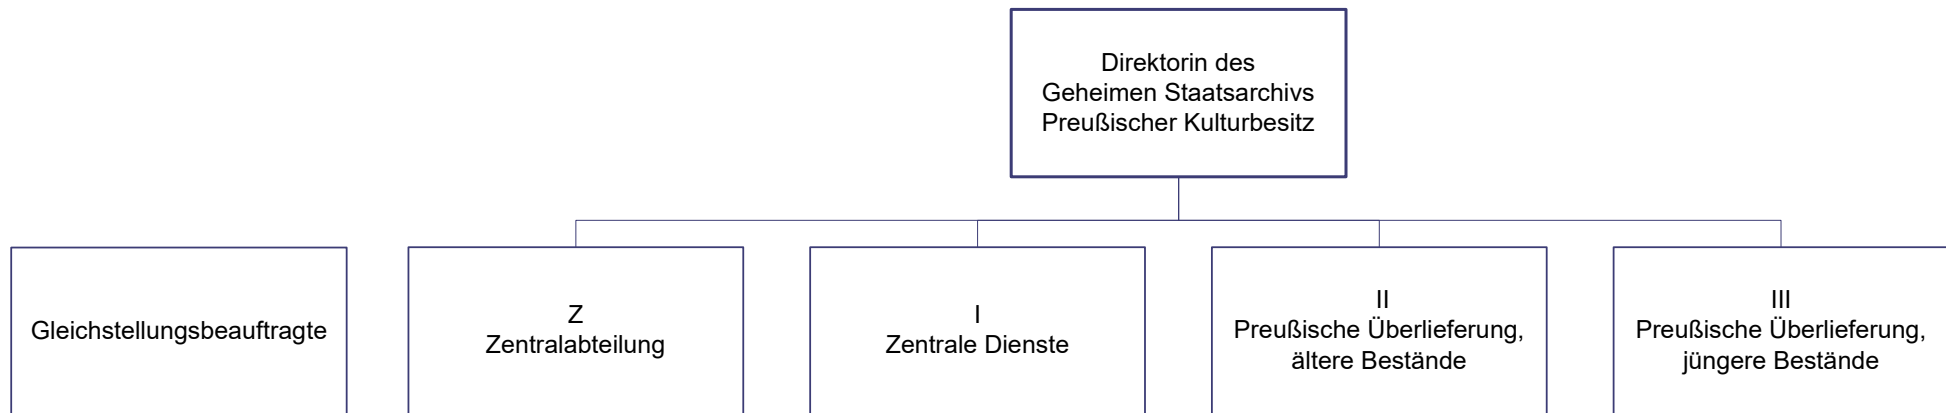 Direktorin des
Geheimen Staatsarchivs
Preußischer Kulturbesitz
Gleichstellungsbeauftragte
Z
Zentralabteilung
I
Zentrale Dienste
II
Preußische Überlieferung,
ältere Bestände
III
Preußische Überlieferung,
jüngere Bestände